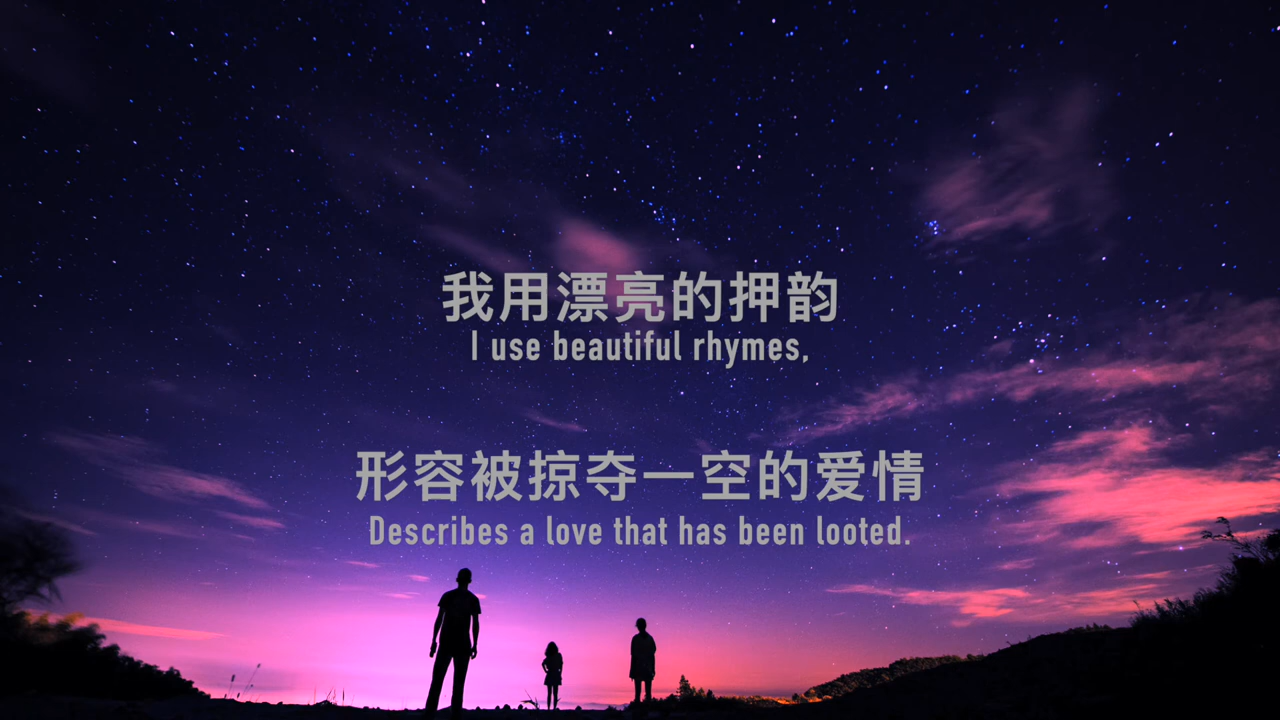 我用漂亮的押韵
I use beautiful rhymes,
形容被掠夺一空的爱情
Describes a love that has been looted.